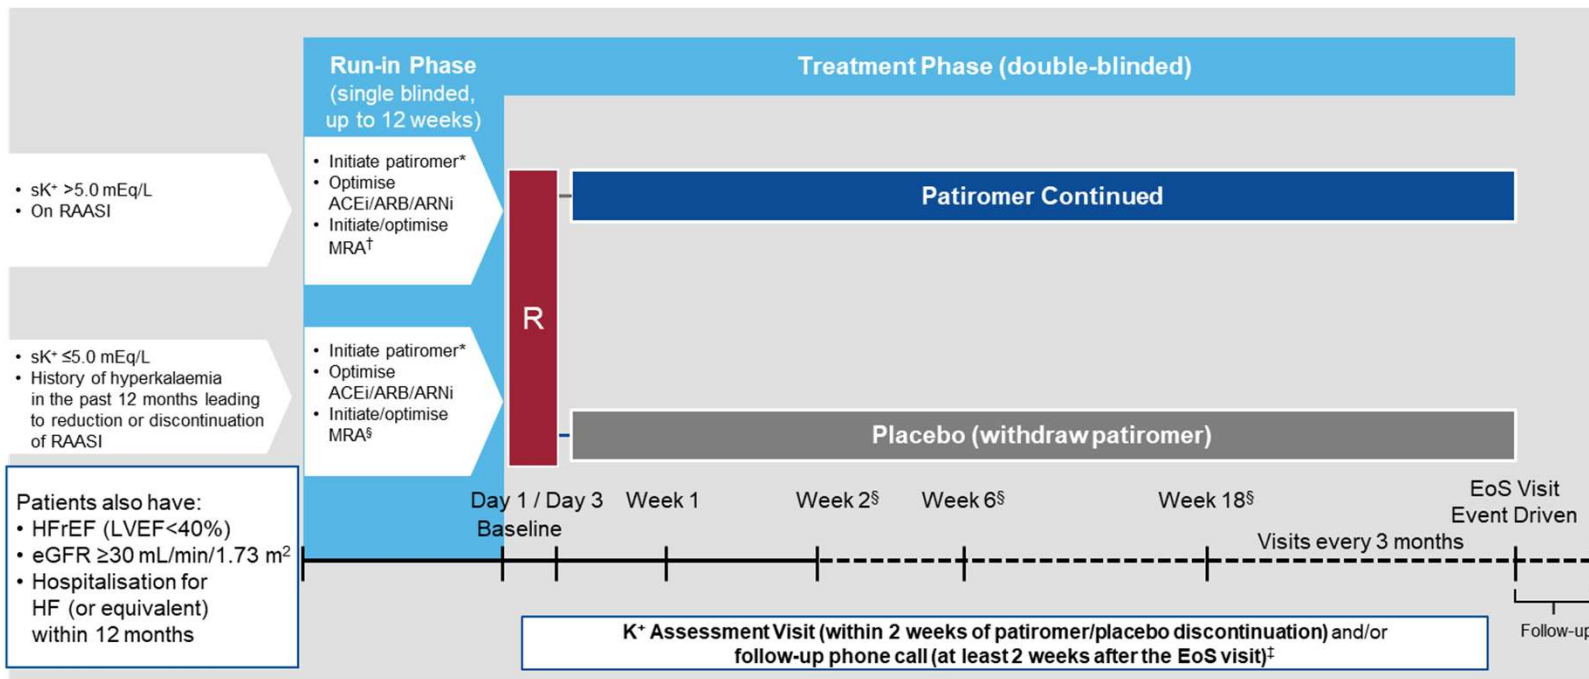 Run-in Phase
(single blinded,
up to 12 weeks)
Treatment Phase (double-blinded)
• sK⁺ >5.0 mEq/L
• On RAASI
• Initiate patiromer*
• Optimise
ACEi/ARB/ARNi
• Initiate/optimise
MRA†
R
Patiromer Continued
• sK⁺ ≤5.0 mEq/L
• History of hyperkalaemia
in the past 12 months leading
to reduction or discontinuation
of RAASI
• Initiate patiromer*
• Optimise
ACEi/ARB/ARNi
• Initiate/optimise
MRA§
Placebo (withdraw patiromer)
Patients also have:
• HFrEF (LVEF<40%)
• eGFR ≥30 mL/min/1.73 m²
• Hospitalisation for
HF (or equivalent)
within 12 months
Day 1 / Day 3
Baseline
Week 1
Week 2§
Week 6§
Week 18§
EoS Visit
Event Driven
Visits every 3 months
K⁺ Assessment Visit (within 2 weeks of patiromer/placebo discontinuation) and/or
follow-up phone call (at least 2 weeks after the EoS visit)‡
Follow-up